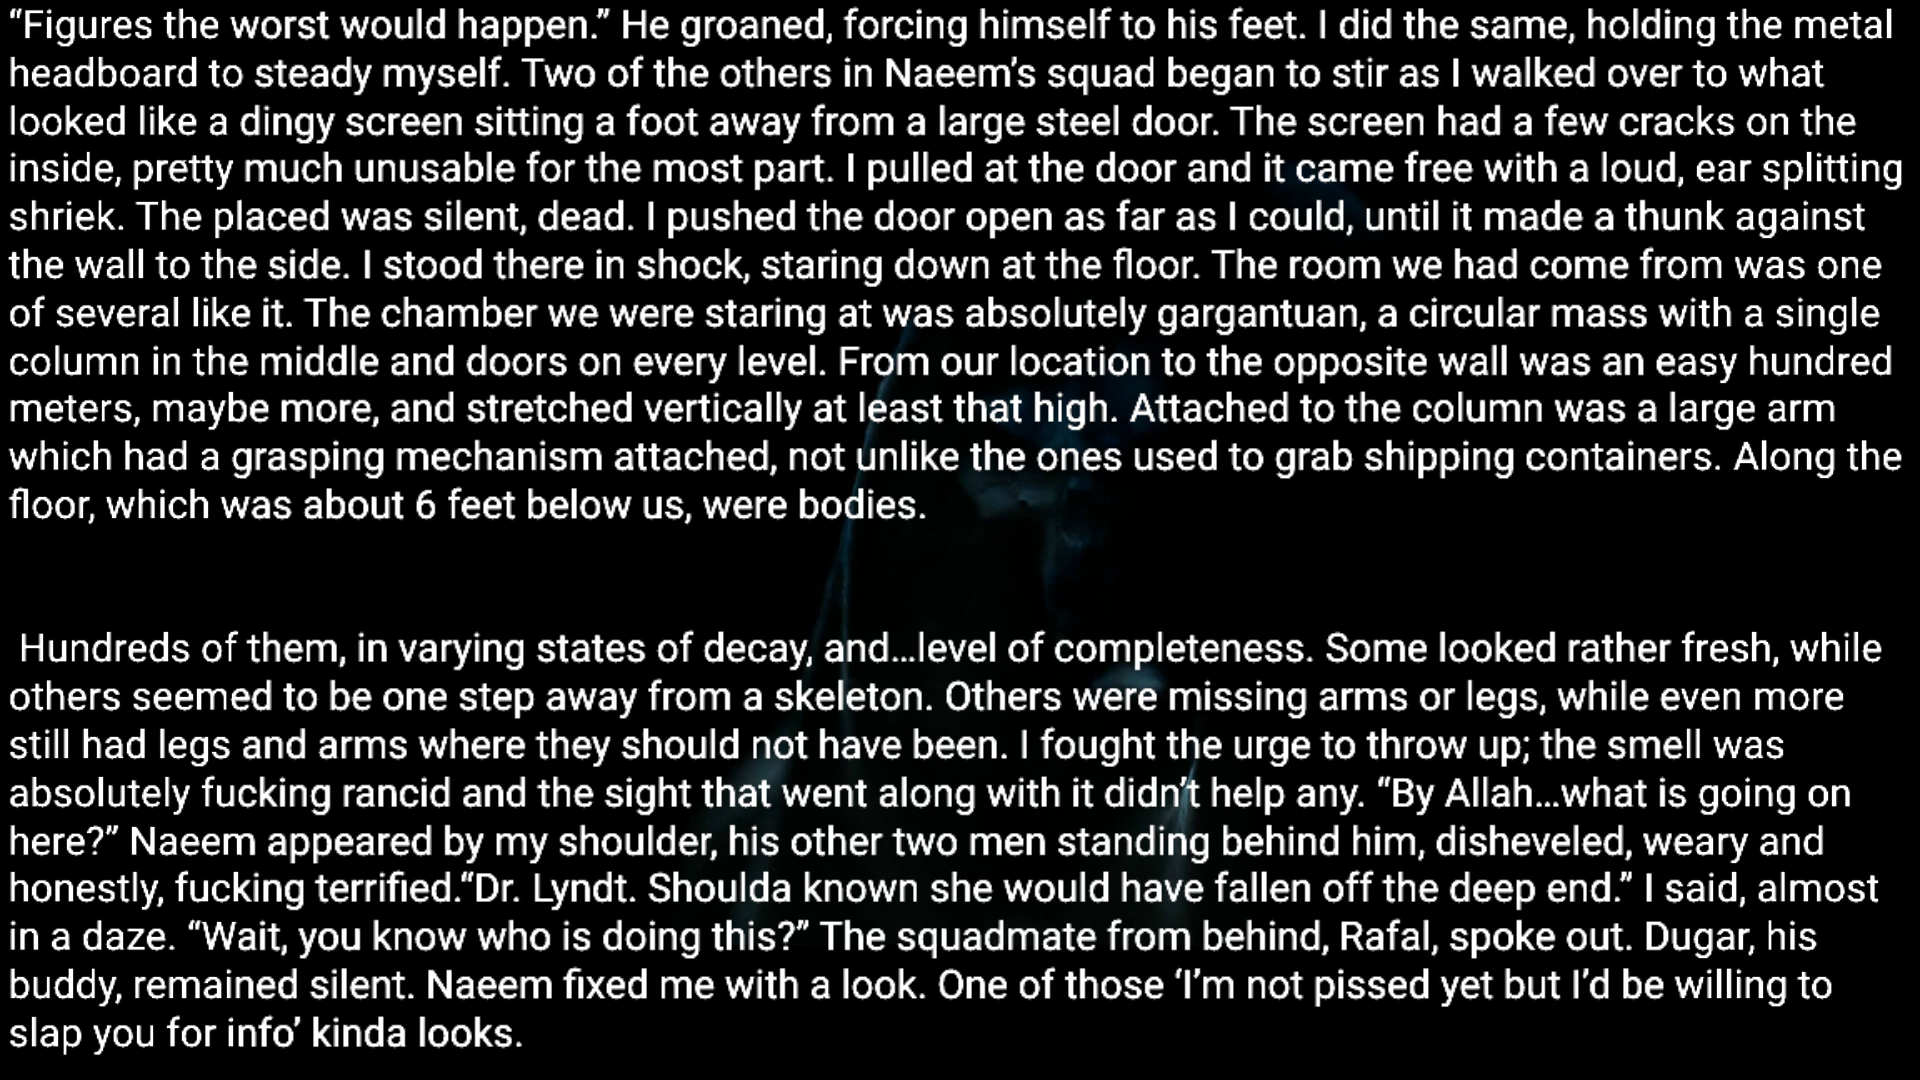 “Figures the worst would happen.” He groaned, forcing himself to his feet. I did the same, holding the metal
headboard to steady myself. Two of the others in Naeem’s squad began to stir as I walked over to what
looked like a dingy screen sitting a foot away from a large steel door. The screen had a few cracks on the
inside, pretty much unusable for the most part. I pulled at the door and it came free with a loud, ear splitting
shriek. The placed was silent, dead. I pushed the door open as far as I could, until it made a thunk against
the wall to the side. I stood there in shock, staring down at the floor. The room we had come from was one
of several like it. The chamber we were staring at was absolutely gargantuan, a circular mass with a single
column in the middle and doors on every level. From our location to the opposite wall was an easy hundred
meters, maybe more, and stretched vertically at least that high. Attached to the column was a large arm
which had a grasping mechanism attached, not unlike the ones used to grab shipping containers. Along the
floor, which was about 6 feet below us, were bodies.
Hundreds of them, in varying states of decay, and…level of completeness. Some looked rather fresh, while
others seemed to be one step away from a skeleton. Others were missing arms or legs, while even more
still had legs and arms where they should not have been. I fought the urge to throw up; the smell was
absolutely fucking rancid and the sight that went along with it didn’t help any. “By Allah…what is going on
here?” Naeem appeared by my shoulder, his other two men standing behind him, disheveled, weary and
honestly, fucking terrified.“Dr. Lyndt. Shoulda known she would have fallen off the deep end.” I said, almost
in a daze. “Wait, you know who is doing this?” The squadmate from behind, Rafal, spoke out. Dugar, his
buddy, remained silent. Naeem fixed me with a look. One of those ‘I’m not pissed yet but I’d be willing to
slap you for info’ kinda looks.